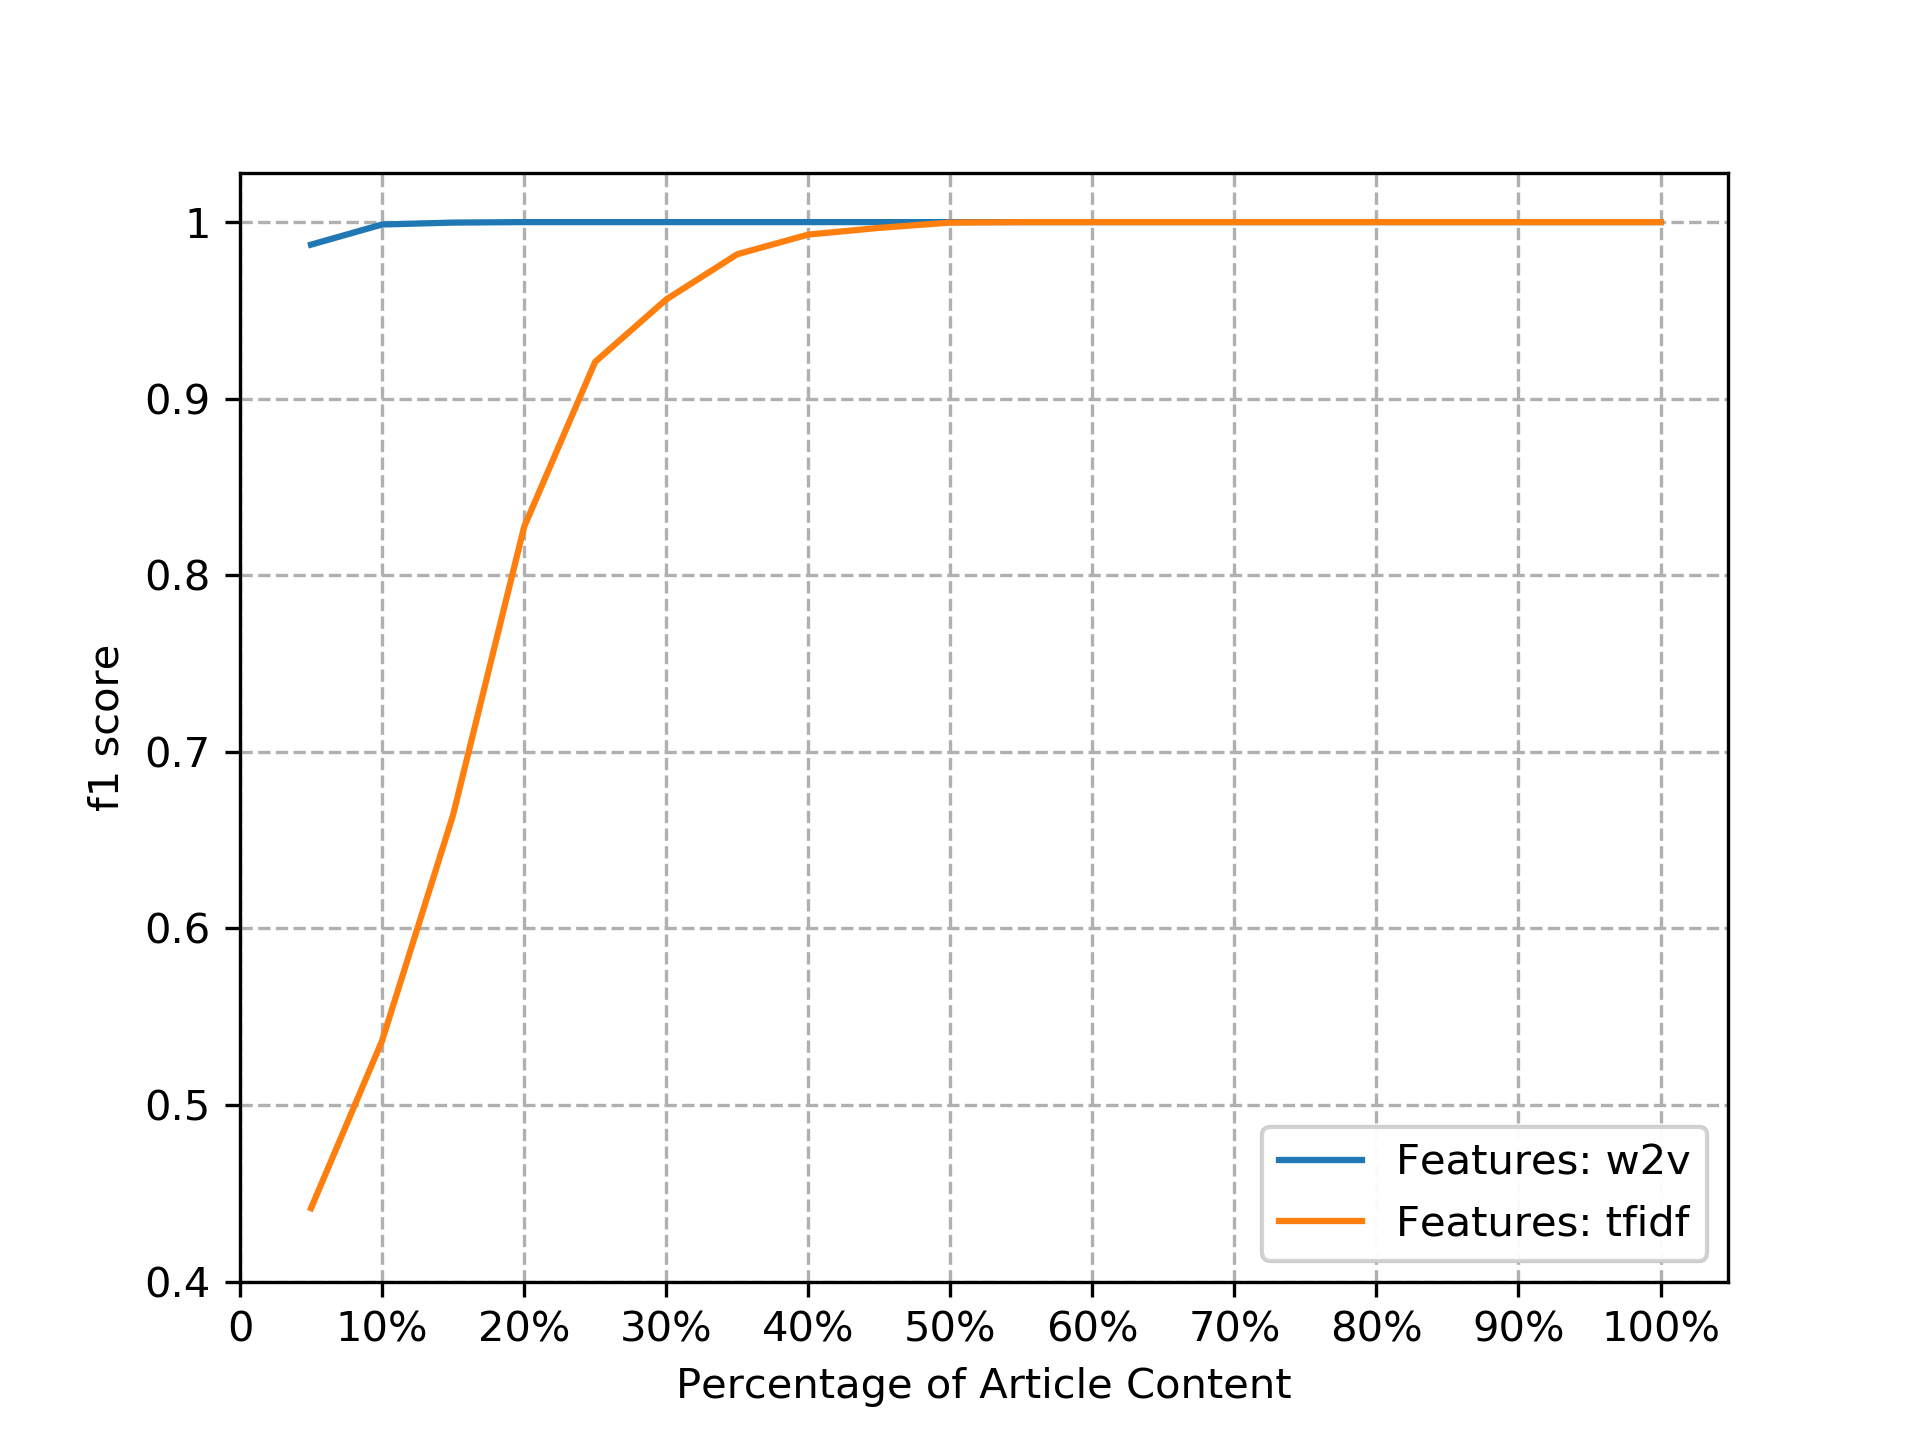 1
0.9
0.8
0.7
0.6
0.5
0.4
f1 score
0 10% 20% 30% 40% 50% 60% 70% 80% 90% 100%
Percentage of Article Content
Features: w2v
Features: tfidf